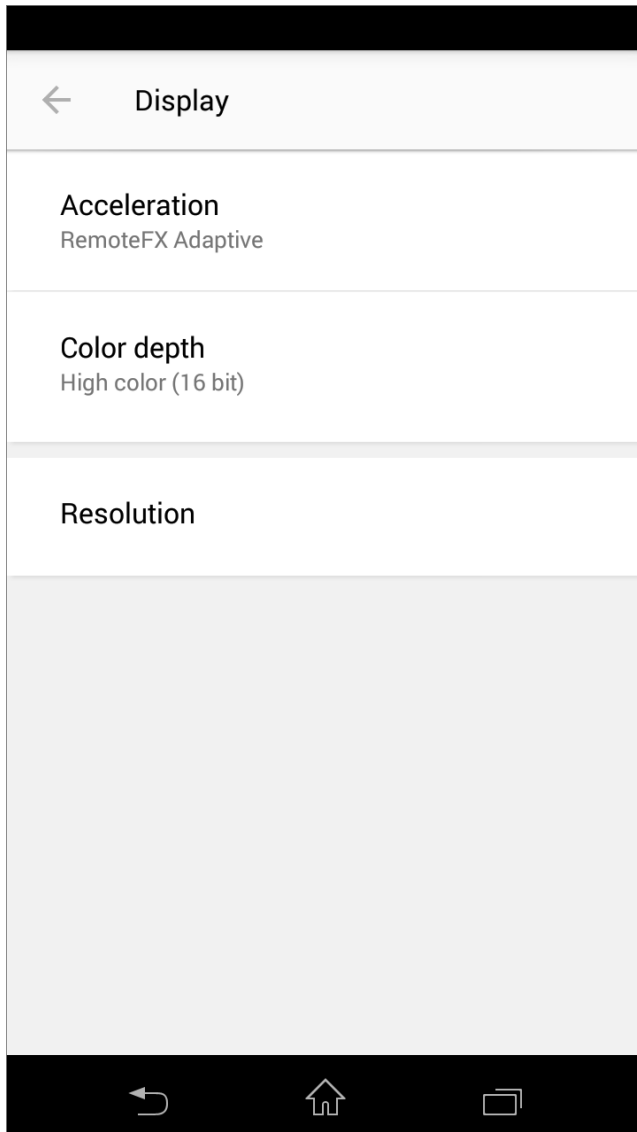 Display
Acceleration
RemoteFX Adaptive
Color depth
High color (16 bit)
Resolution